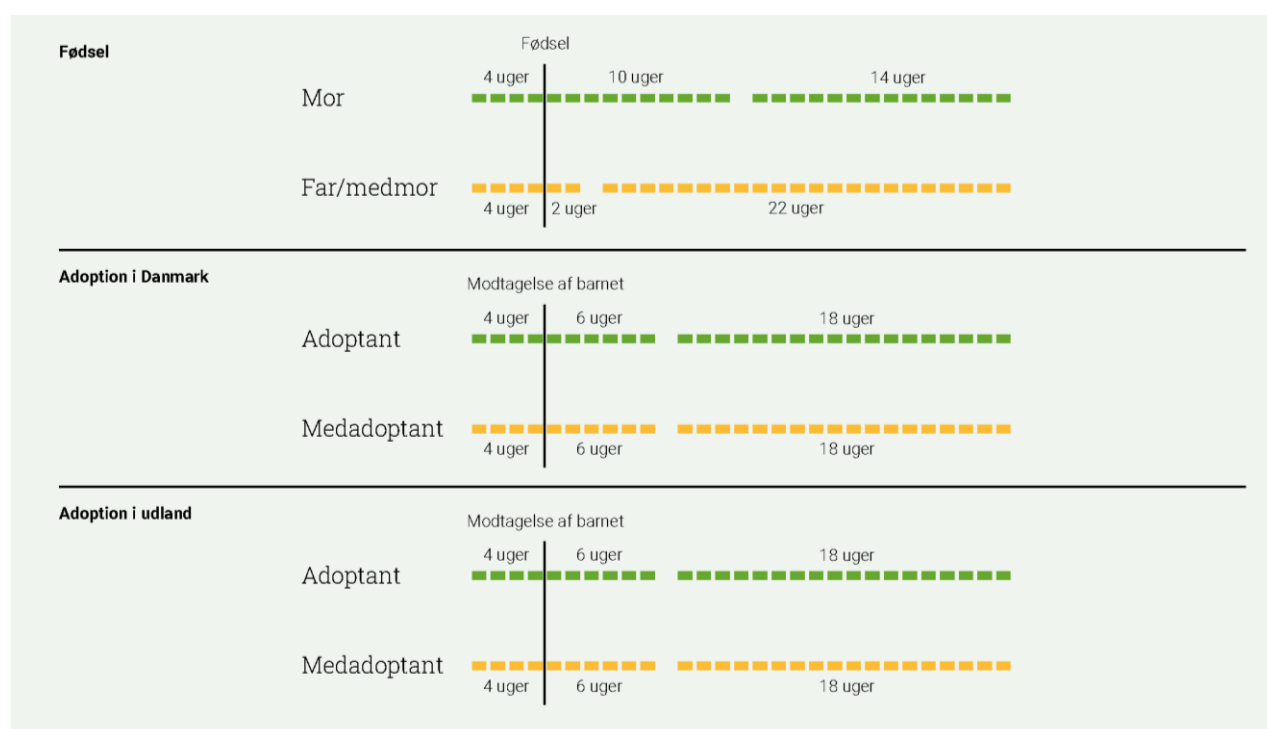 Fødsel
Fødsel
4 uger 10 uger 14 uger
Mor
Far/medmor
4 uger 2 uger 22 uger
Adoption i Danmark
Modtagelse af barnet
4 uger 6 uger 18 uger
Adoptant
Medadoptant
4 uger 6 uger 18 uger
Adoption i udland
Modtagelse af barnet
4 uger 6 uger 18 uger
Adoptant
Medadoptant
4 uger 6 uger 18 uger